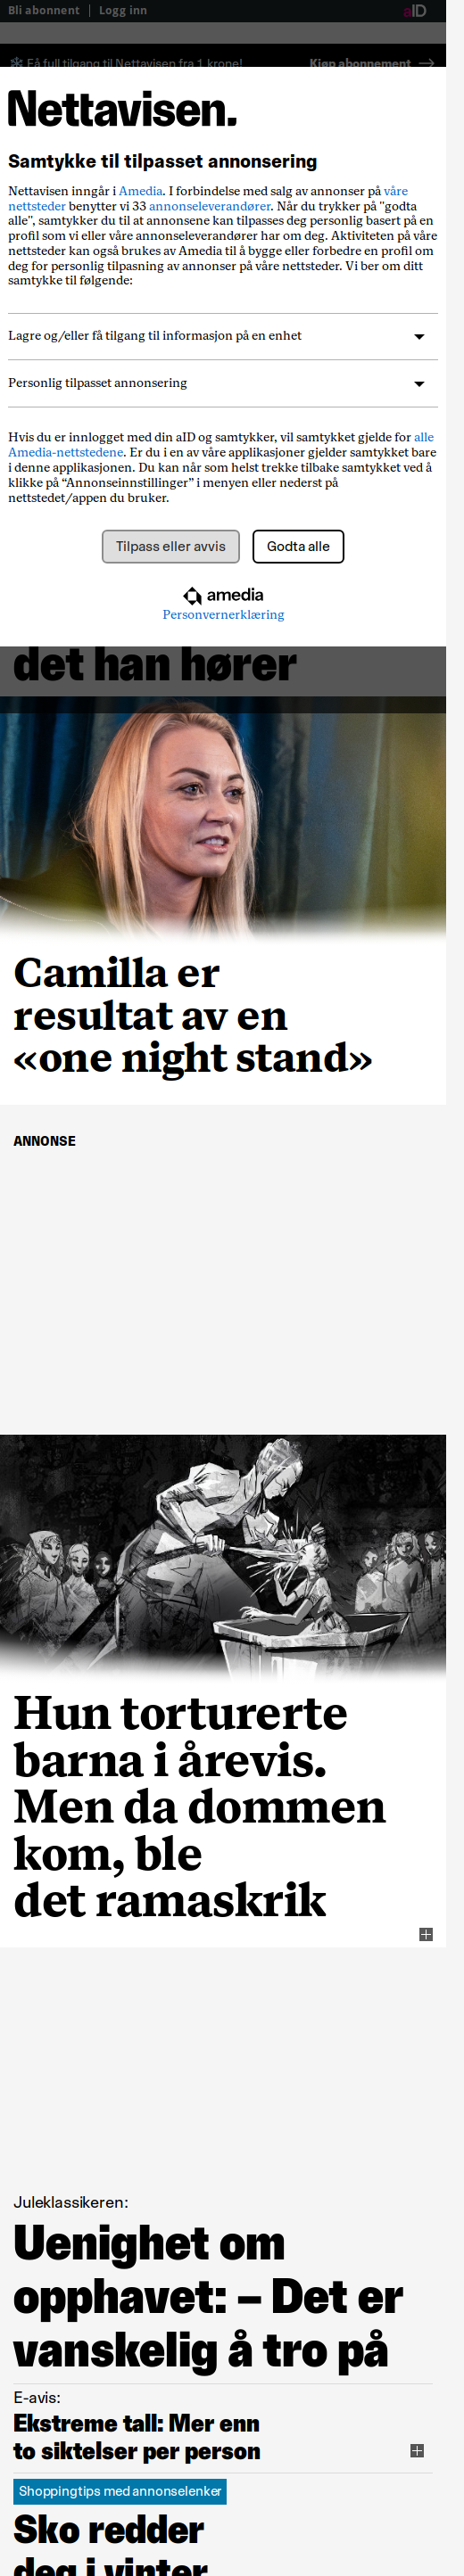 Bli abonnent | Logg inn
aID
Få full tilgang til Nettavisen fra 1 krone!
Kjøp abonnement →
Nettavisen.
Samtykke til tilpasset annonsering
Nettavisen inngår i Amedia. I forbindelse med salg av annonser på våre
nettsteder benytter vi 33 annonseleverandører. Når du trykker på "godta
alle", samtykker du til at annonsene kan tilpasses deg personlig basert på en
profil som vi eller våre annonseleverandører har om deg. Aktiviteten på våre
nettsteder kan også brukes av Amedia til å bygge eller forbedre en profil om
deg for personlig tilpasning av annonser på våre nettsteder. Vi ber om ditt
samtykke til følgende:
Lagre og/eller få tilgang til informasjon på en enhet
Personlig tilpasset annonsering
Hvis du er innlogget med din aID og samtykker, vil samtykket gjelde for alle
Amedia-nettstedene. Er du i en av våre applikasjoner gjelder samtykket bare
i denne applikasjonen. Du kan når som helst trekke tilbake samtykket ved å
klikke på “Annonseinnstillinger” i menyen eller nederst på
nettstedet/appen du bruker.
Tilpass eller avvis
Godta alle
amedia
Personvernerklæring
det han hører
Camilla er
resultat av en
«one night stand»
ANNONSE
Hun torturerte
barna i årevis.
Men da dommen
kom, ble
det ramaskrik
Juleklassikeren:
Uenighet om
opphavet: – Det er
vanskelig å tro på
E-avis:
Ekstreme tall: Mer enn
to siktelser per person
Shoppingtips med annonselenker
Sko redder
deg i vinter